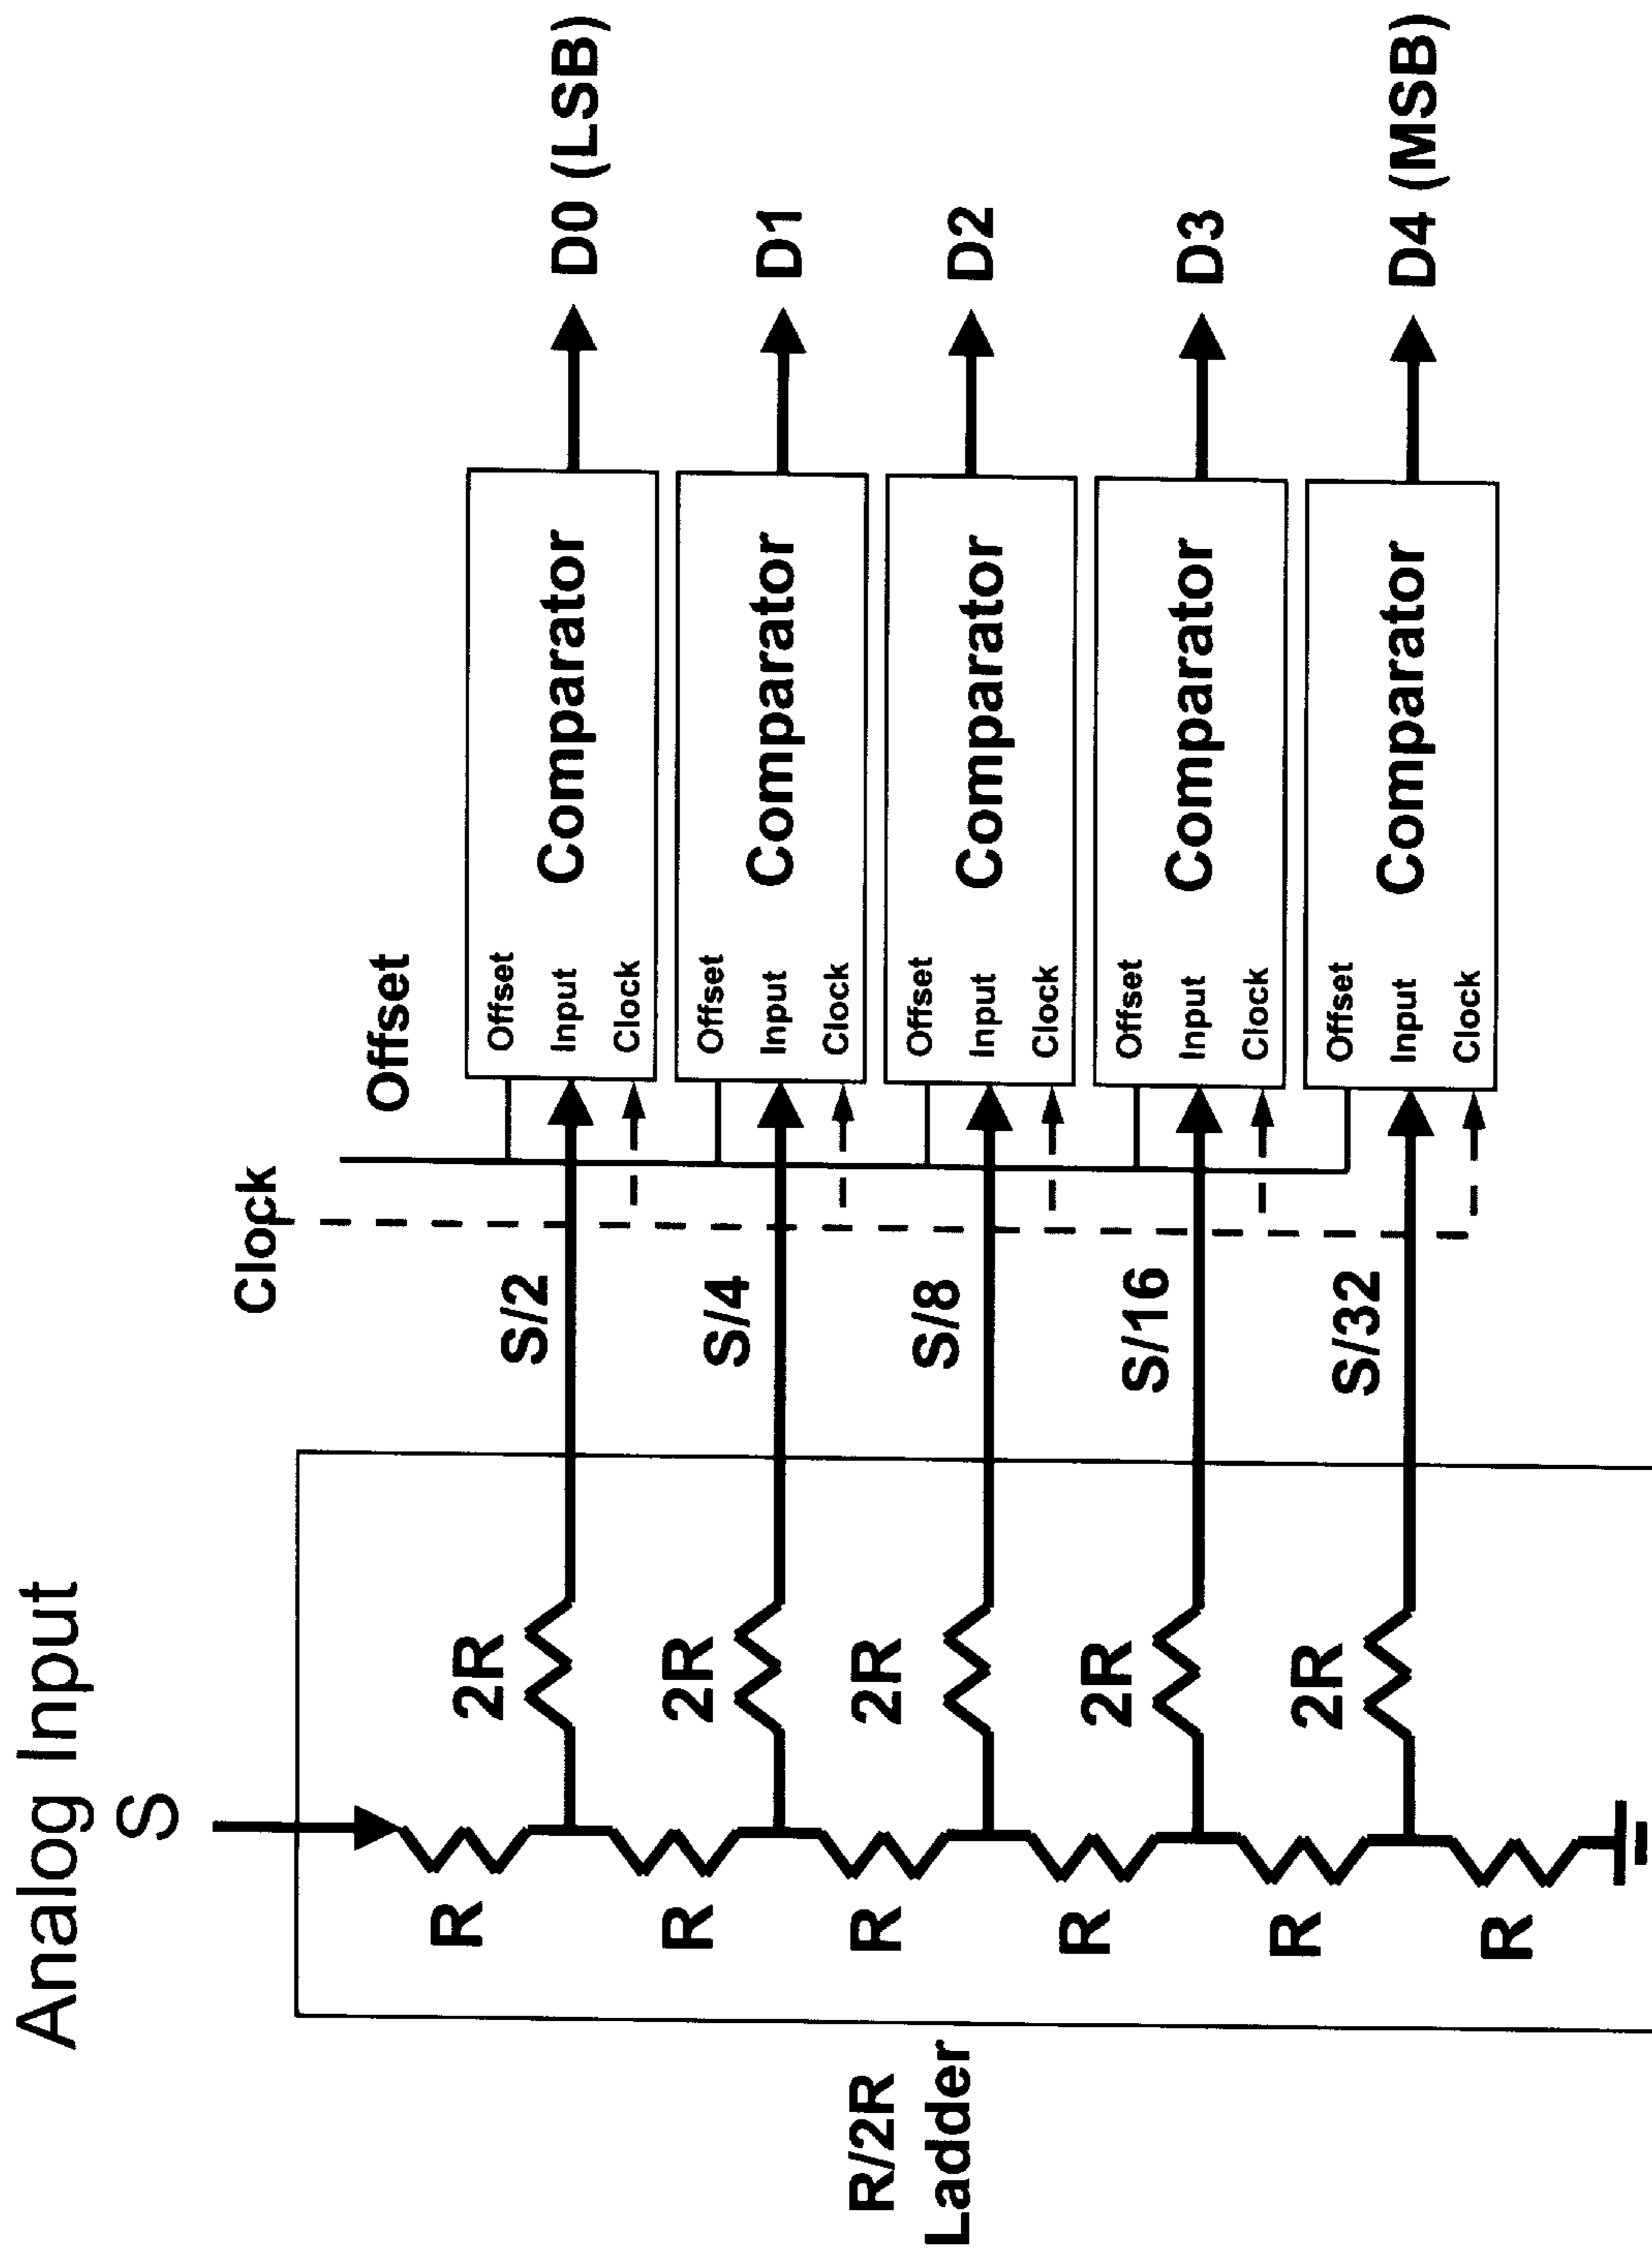 Analog Input
S
R/2R
Ladder
R
R
R
R
R
R
2R
2R
2R
2R
2R
S/2
S/4
S/8
S/16
S/32
Clock
Offset
Offset
Input
Clock
Comparator
D0 (LSB)
Offset
Input
Clock
Comparator
D1
Offset
Input
Clock
Comparator
D2
Offset
Input
Clock
Comparator
D3
Offset
Input
Clock
Comparator
D4 (MSB)